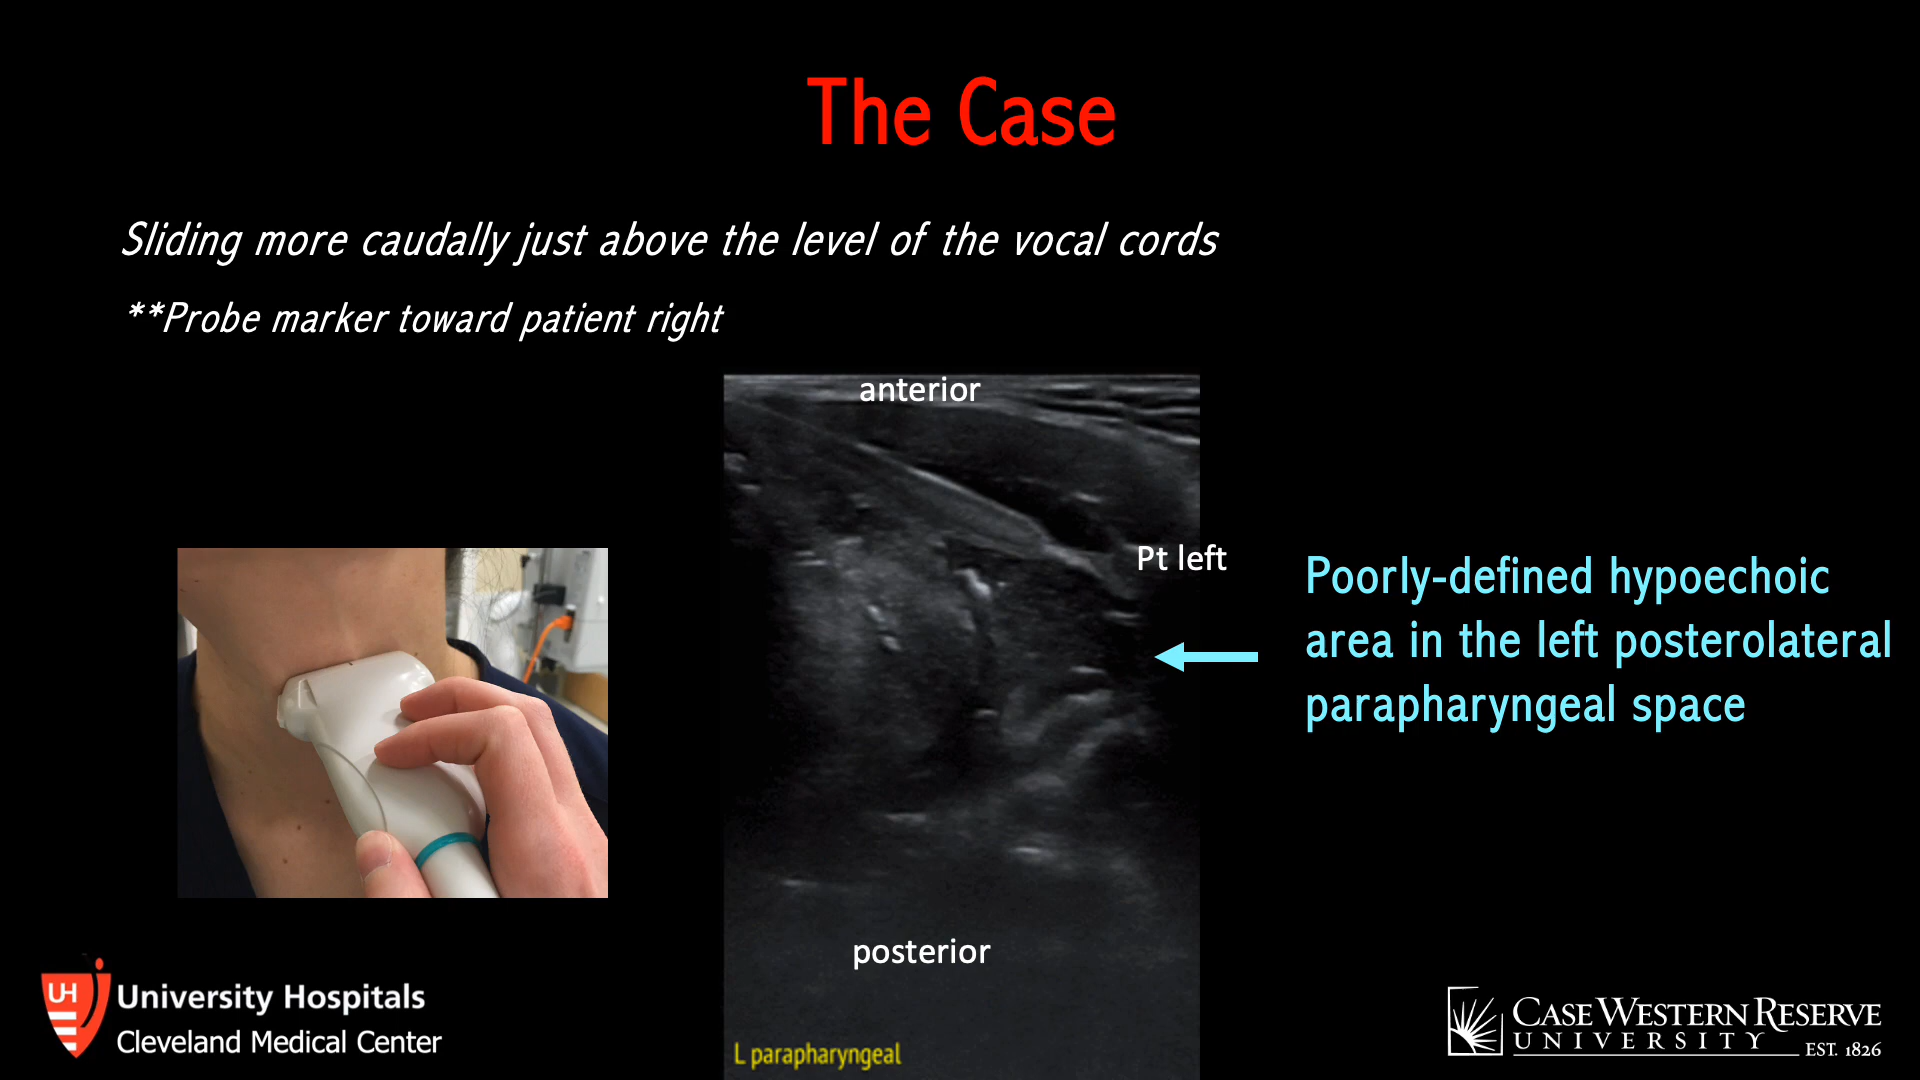 The Case
Sliding more caudally just above the level of the vocal cords
**Probe marker toward patient right
anterior
Pt left
Poorly-defined hypoechoic
area in the left posterolateral
parapharyngeal space
posterior
L parapharyngeal
UH
University Hospitals
Cleveland Medical Center
CASE WESTERN RESERVE
UNIVERSITY
EST. 1826